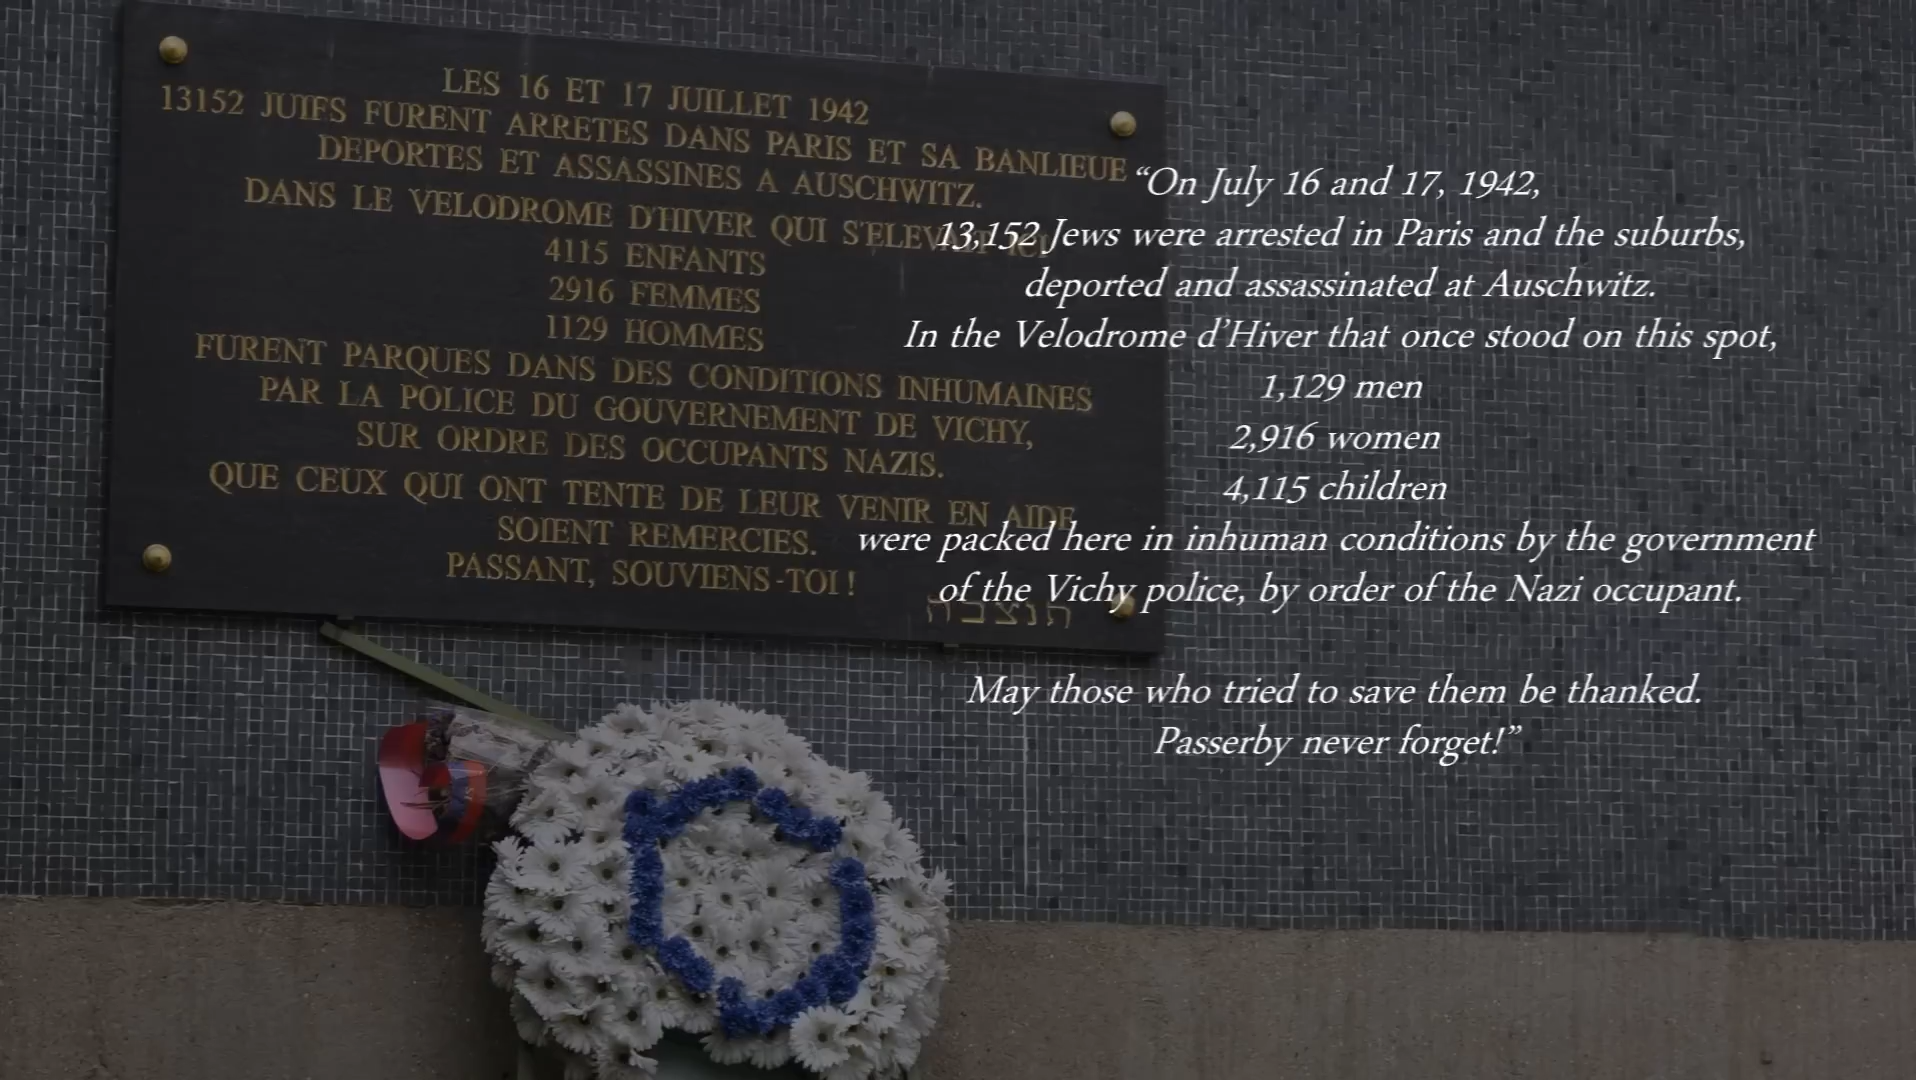 LES 16 ET 17 JUILLET 1942
13152 JUIFS FURENT ARRETES DANS PARIS ET SA BANLIEUE
DEPORTES ET ASSASSINES A AUSCHWITZ.
DANS LE VELODROME D'HIVER QUI S'ELEVAIT ICI
4115 ENFANTS
2916 FEMMES
1129 HOMMES
FURENT PARQUES DANS DES CONDITIONS INHUMAINES
PAR LA POLICE DU GOUVERNEMENT DE VICHY,
SUR ORDRE DES OCCUPANTS NAZIS.
QUE CEUX QUI ONT TENTE DE LEUR VENIR EN AIDE
SOIENT REMERCIES.
PASSANT, SOUVIENS-TOI !
הנצבה
“On July 16 and 17, 1942,
13,152 Jews were arrested in Paris and the suburbs,
deported and assassinated at Auschwitz.
In the Velodrome d’Hiver that once stood on this spot,
1,129 men
2,916 women
4,115 children
were packed here in inhuman conditions by the government
of the Vichy police, by order of the Nazi occupant.
May those who tried to save them be thanked.
Passerby never forget!”